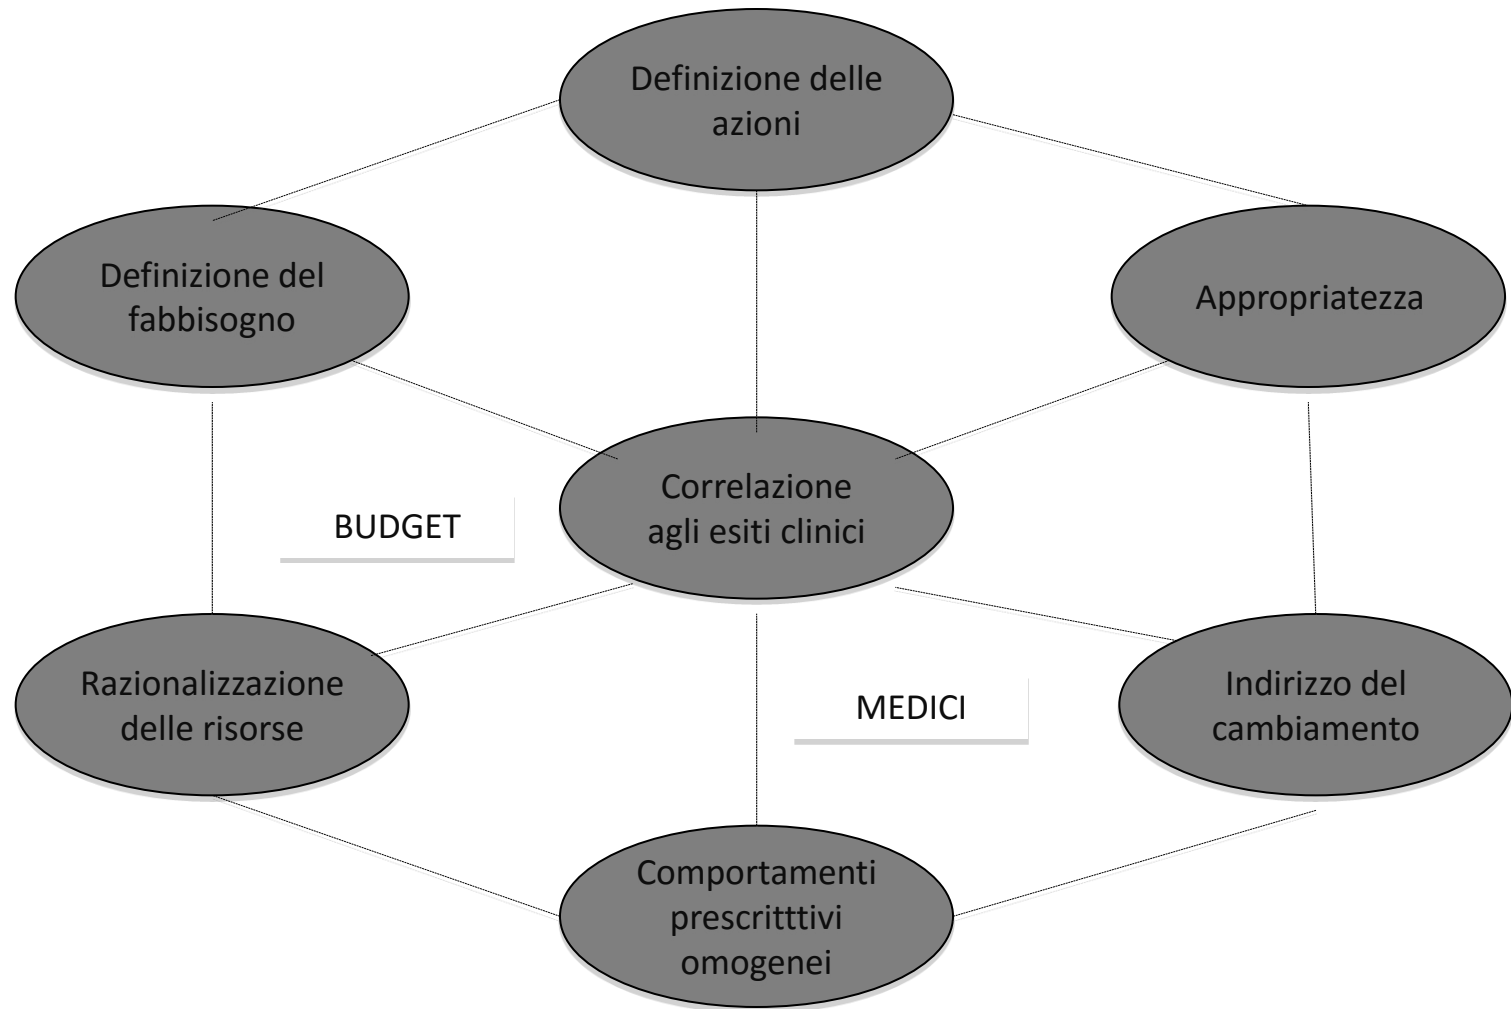 Definizione delle
azioni
Definizione del
fabbisogno
Appropriatezza
Correlazione
agli esiti clinici
BUDGET
Razionalizzazione
delle risorse
MEDICI
Indirizzo del
cambiamento
Comportamenti
prescritttivi
omogenei